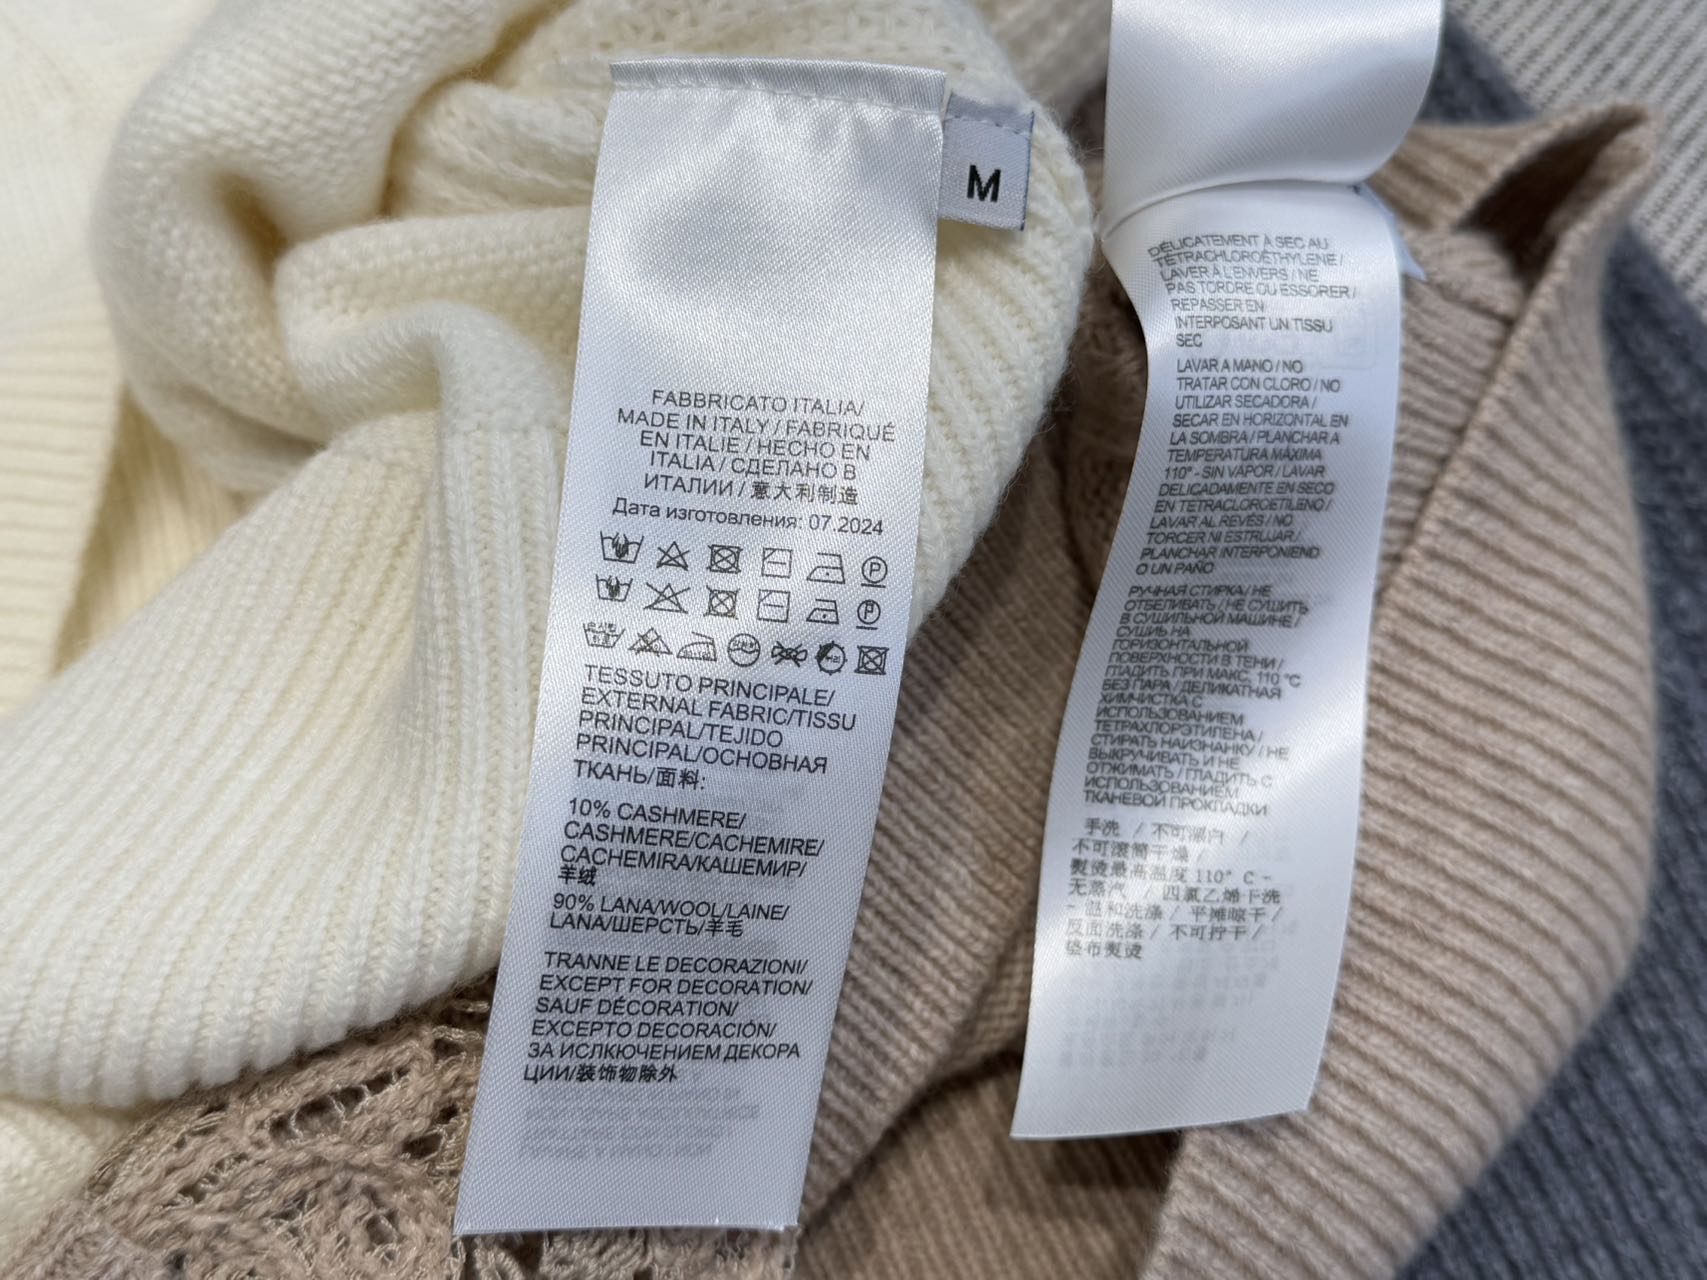 M
FABBRICATO ITALIA/
MADE IN ITALY / FABRIQUÉ
EN ITALIE / HECHO EN
ITALIA / СДЕЛАНО В
ИТАЛИИ / 意大利制造
Дата изготовления: 07.2024
P
P
TESSUTO PRINCIPALE/
EXTERNAL FABRIC/TISSU
PRINCIPAL/TEJIDO
PRINCIPAL/ОСНОВНАЯ
ТКАНЬ/面料:
10% CASHMERE/
CASHMERE/CACHEMIRE/
CACHEMIRA/КАШЕМИР/
羊绒
90% LANA/WOOL/LAINE/
LANA/ШЕРСТЬ/羊毛
TRANNE LE DECORAZIONI/
EXCEPT FOR DECORATION/
SAUF DÉCORATION/
EXCEPTO DECORACIÓN/
ЗА ИСЛКЮЧЕНИЕМ ДЕКОРА
ЦИИ/装饰物除外
DÉLICATEMENT À SEC AU
TÉTRACHLOROÉTHYLENE /
LAVER À L'ENVERS / NE
PAS TORDRE OU ESSORER /
REPASSER EN
INTERPOSANT UN TISSU
SEC
LAVAR A MANO / NO
TRATAR CON CLORO / NO
UTILIZAR SECADORA /
SECAR EN HORIZONTAL EN
LA SOMBRA / PLANCHAR A
TEMPERATURA MÁXIMA
110° - SIN VAPOR / LAVAR
DELICADAMENTE EN SECO
EN TETRACLOROETILENO /
LAVAR AL REVÉS / NO
TORCER NI ESTRUJAR /
PLANCHAR INTERPONIEND
O UN PAÑO
РУЧНАЯ СТИРКА / НЕ
ОТБЕЛИВАТЬ / НЕ СУШИТЬ
В СУШИЛЬНОЙ МАШИНЕ /
СУШИЬ НА
ГОРИЗОНТАЛЬНОЙ
ПОВЕРХНОСТИ В ТЕНИ /
ГЛАДИТЬ ПРИ МАКС. 110 °C
БЕЗ ПАРА / ДЕЛИКАТНАЯ
ХИМЧИСТКА С
ИСПОЛЬЗОВАНИЕМ
ТЕТРАХЛОРЭТИЛЕНА /
СТИРАТЬ НАИЗНАНКУ / НЕ
ВЫКРУЧИВАТЬ И НЕ
ОТЖИМАТЬ / ГЛАДИТЬ С
ИСПОЛЬЗОВАНИЕМ
ТКАНЕВОЙ ПРОКЛАДКИ
手洗 / 不可漂白 /
不可滚筒干燥 /
熨烫最高温度 110° C -
无蒸汽 / 四氯乙烯干洗
- 温和洗涤 / 平摊晾干 /
反面洗涤 / 不可拧干 /
垫布熨烫